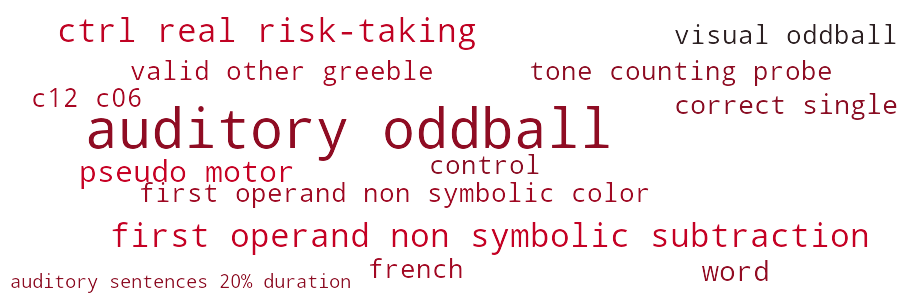 ctrl real risk-taking
visual oddball
valid other greeble
tone counting probe
c12 c06
correct single
auditory oddball
control
pseudo motor
first operand non symbolic color
first operand non symbolic subtraction
french
word
auditory sentences 20% duration